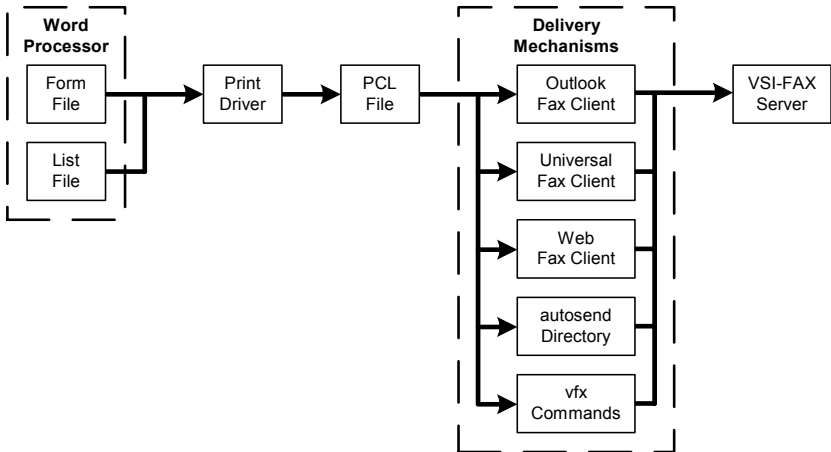 Word
Processor
Form
File
List
File
Print
Driver
PCL
File
Delivery
Mechanisms
Outlook
Fax Client
Universal
Fax Client
Web
Fax Client
autosend
Directory
vfx
Commands
VSI-FAX
Server